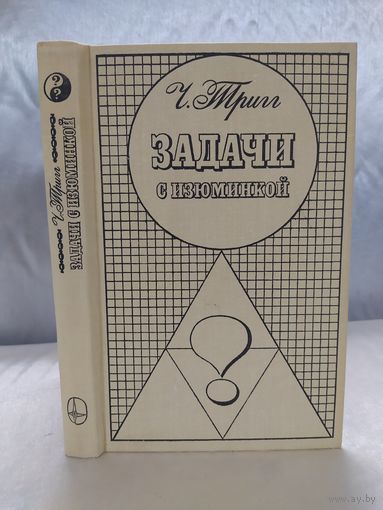 Ч. Тригг
ЗАДАЧИ
С ИЗЮМИНКОЙ
?
? ?
Ч. Тригг
ЗАДАЧИ С ИЗЮМИНКОЙ
www.ay.by